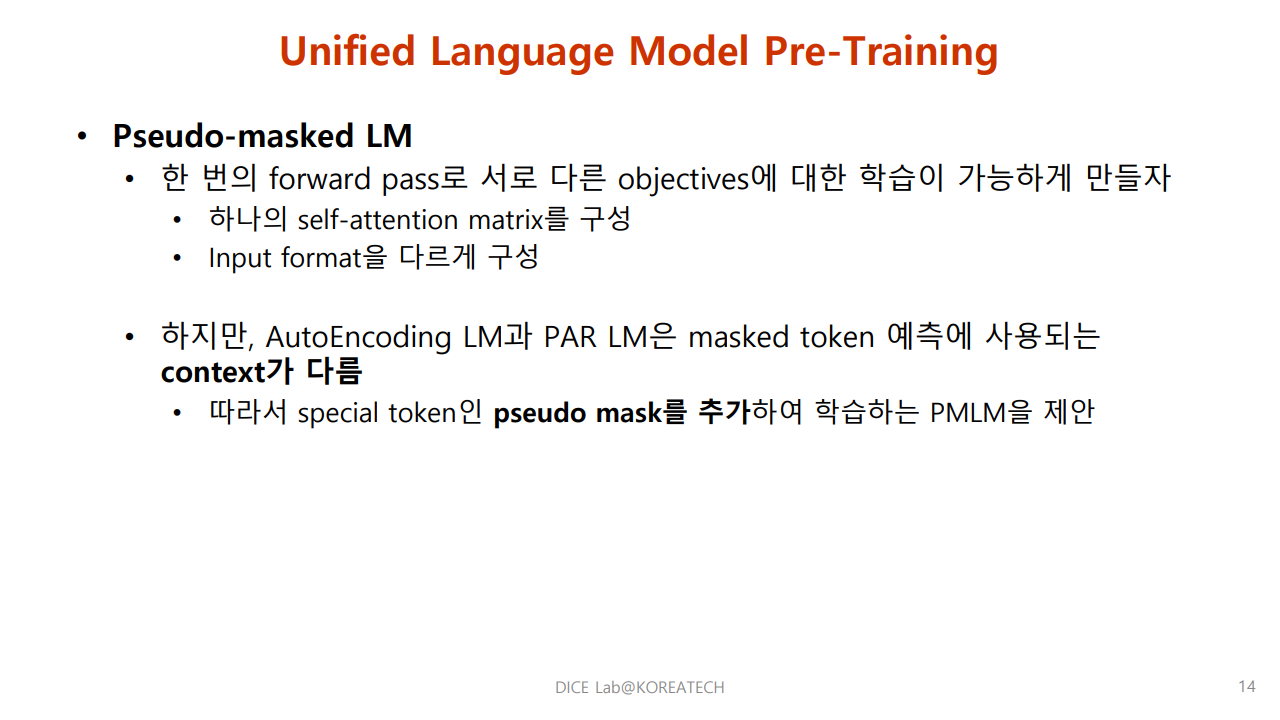 Unified Language Model Pre-Training
• Pseudo-masked LM
• 한 번의 forward pass로 서로 다른 objectives에 대한 학습이 가능하게 만들자
• 하나의 self-attention matrix를 구성
• Input format을 다르게 구성
• 하지만, AutoEncoding LM과 PAR LM은 masked token 예측에 사용되는
context가 다름
• 따라서 special token인 pseudo mask를 추가하여 학습하는 PMLM을 제안
DICE Lab@KOREATECH
14